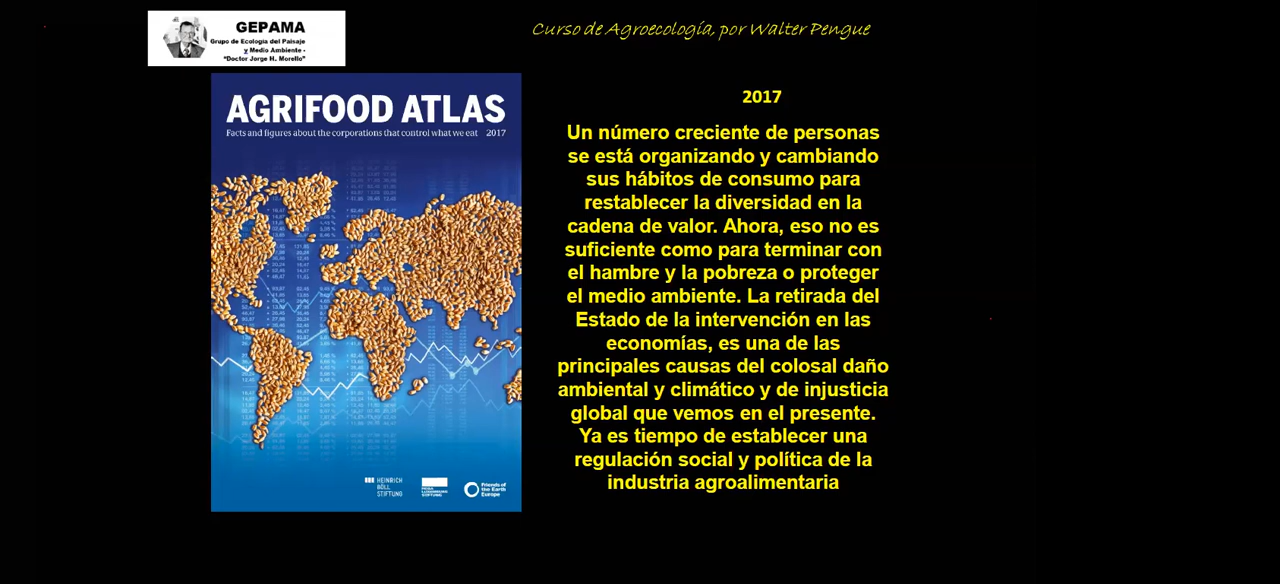 GEPAMA
Grupo de Ecología del Paisaje
y Medio Ambiente -
"Doctor Jorge H. Morello"
Curso de Agroecología, por Walter Pengue
AGRIFOOD ATLAS
Facts and figures about the corporations that control what we eat 2017
HEINRICH
BÖLL
STIFTUNG
ROSA
LUXEMBURG
STIFTUNG
Friends of
the Earth
Europe
2017
Un número creciente de personas
se está organizando y cambiando
sus hábitos de consumo para
restablecer la diversidad en la
cadena de valor. Ahora, eso no es
suficiente como para terminar con
el hambre y la pobreza o proteger
el medio ambiente. La retirada del
Estado de la intervención en las
economías, es una de las
principales causas del colosal daño
ambiental y climático y de injusticia
global que vemos en el presente.
Ya es tiempo de establecer una
regulación social y política de la
industria agroalimentaria